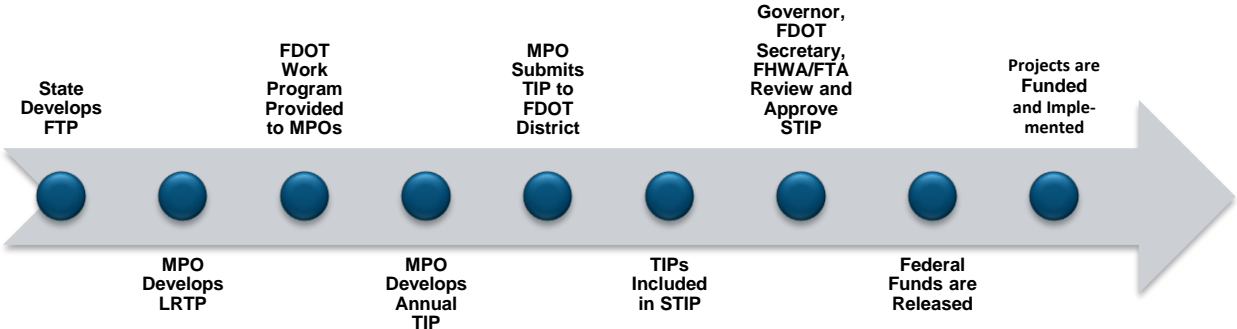 State
Develops
FTP
MPO
Develops
LRTP
FDOT
Work
Program
Provided
to MPOs
MPO
Develops
Annual
TIP
MPO
Submits
TIP to
FDOT
District
TIPs
Included
in STIP
Governor,
FDOT
Secretary,
FHWA/FTA
Review and
Approve
STIP
Federal
Funds are
Released
Projects are
Funded
and Imple-
mented